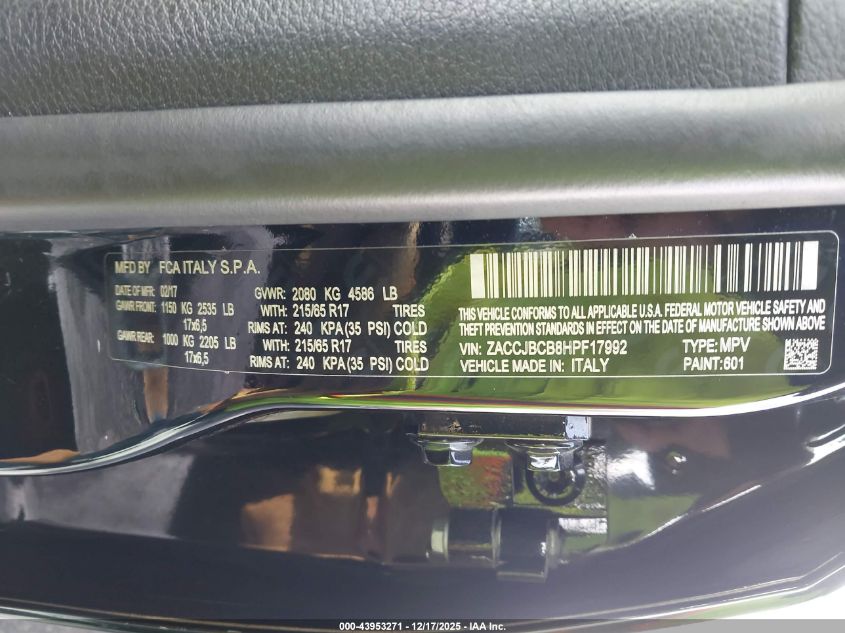 MFD BY FCA ITALY S.P.A.
DATE OF MFR: 02/17 GVWR: 2080 KG 4586 LB
GAWR FRONT: 1150 KG 2535 LB WITH: 215/65 R17 TIRES
17x6,5 RIMS AT: 240 KPA(35 PSI) COLD
GAWR REAR: 1000 KG 2205 LB WITH: 215/65 R17 TIRES
17x6,5 RIMS AT: 240 KPA(35 PSI) COLD
THIS VEHICLE CONFORMS TO ALL APPLICABLE U.S.A. FEDERAL MOTOR VEHICLE SAFETY AND
THEFT PREVENTION STANDARDS IN EFFECT ON THE DATE OF MANUFACTURE SHOWN ABOVE
VIN: ZACCJBCB8HPF17992 TYPE: MPV
VEHICLE MADE IN: ITALY PAINT: 601
000-43953271 - 12/17/2025 - IAA Inc.